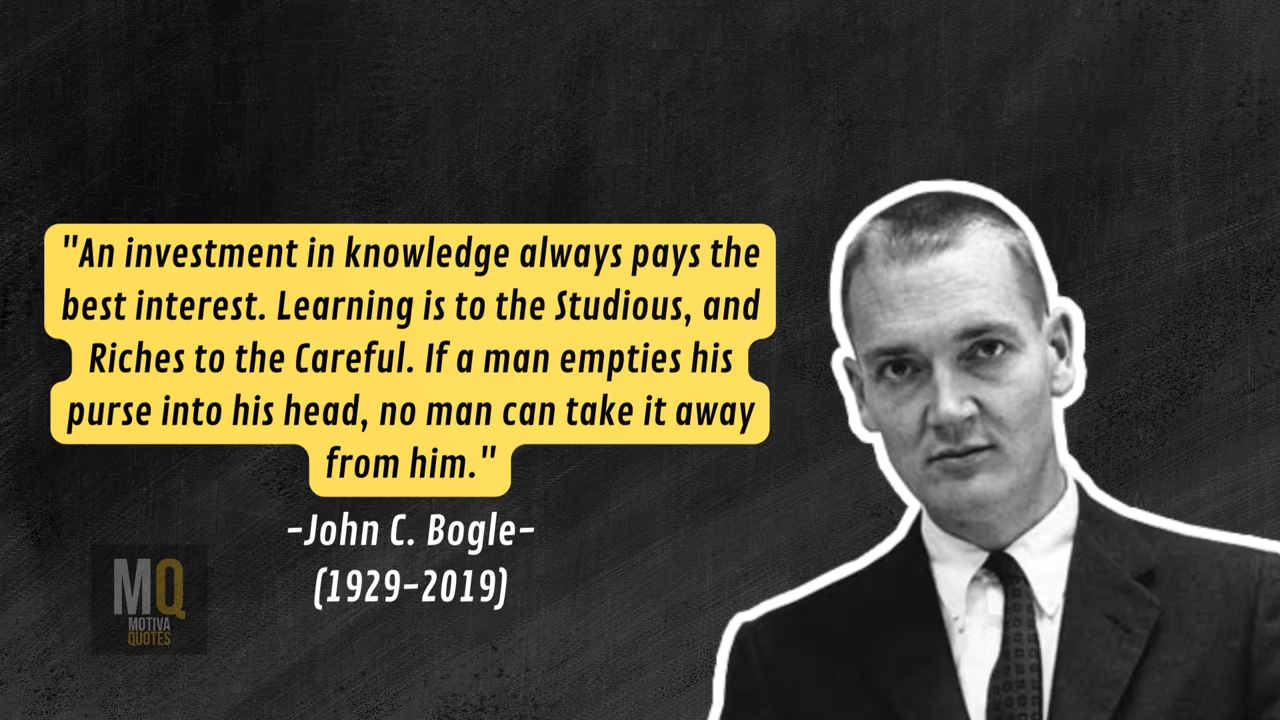 "An investment in knowledge always pays the
best interest. Learning is to the Studious, and
Riches to the Careful. If a man empties his
purse into his head, no man can take it away
from him."
-John C. Bogle-
(1929-2019)
MQ
MOTIVA
QUOTES